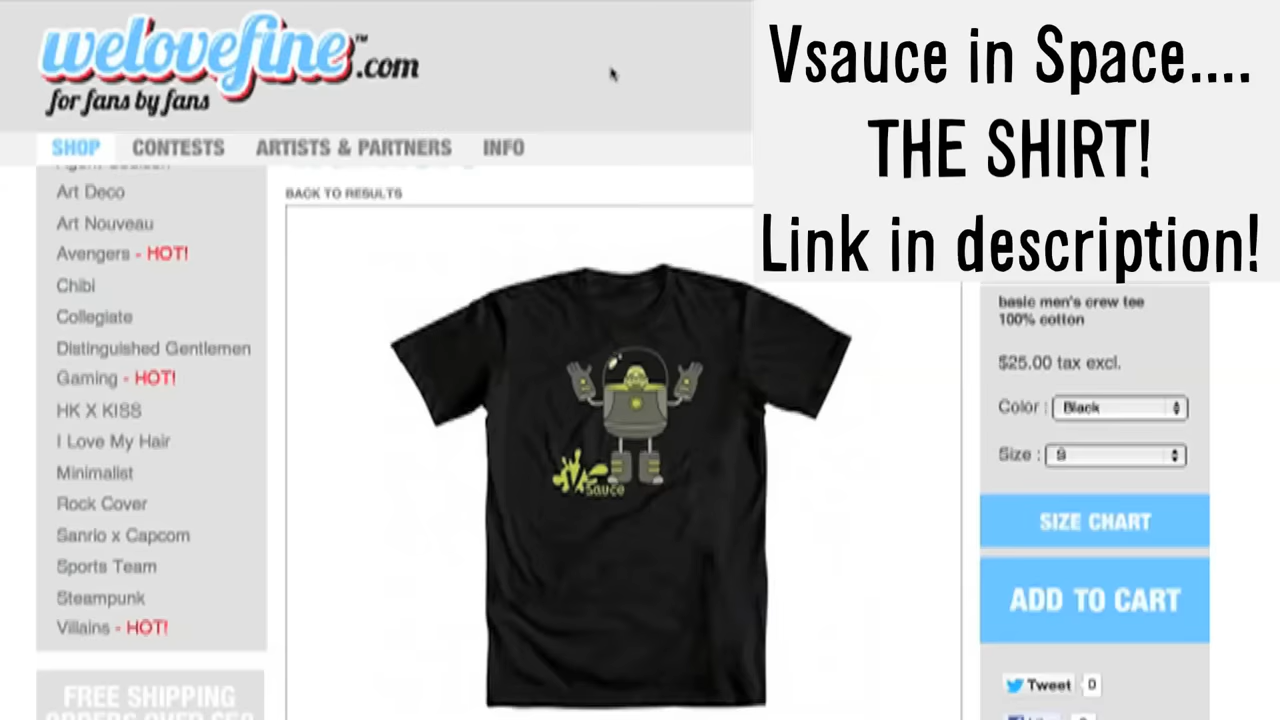 welovefine™.com
for fans by fans
Vsauce in Space....
THE SHIRT!
Link in description!
SHOP CONTESTS ARTISTS & PARTNERS INFO
Art Deco
Art Nouveau
Avengers - HOT!
Chibi
Collegiate
Distinguished Gentlemen
Gaming - HOT!
HK X KISS
I Love My Hair
Minimalist
Rock Cover
Sanrio x Capcom
Sports Team
Steampunk
Villains - HOT!
FREE SHIPPING
BACK TO RESULTS
Vsauce
basic men's crew tee
100% cotton
$25.00 tax excl.
Color : Black
Size : S
SIZE CHART
ADD TO CART
Tweet 0